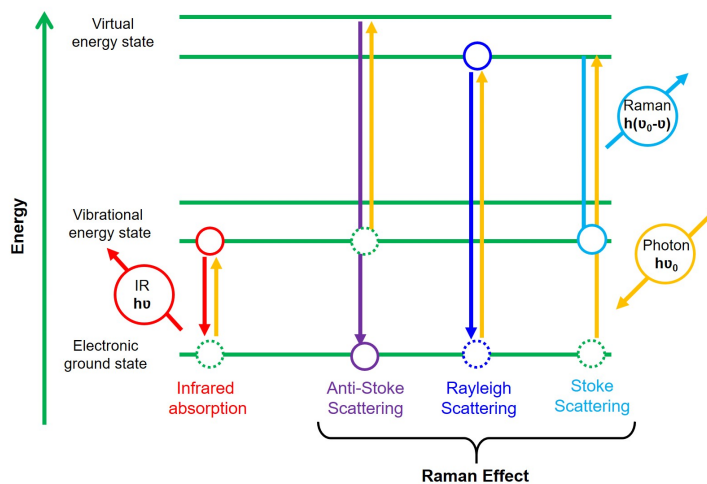 Virtual
energy state
Energy
Vibrational
energy state
IR
hυ
Electronic
ground state
Raman
h(υ₀-υ)
Photon
hυ₀
Infrared
absorption
Anti-Stoke
Scattering
Rayleigh
Scattering
Stoke
Scattering
Raman Effect